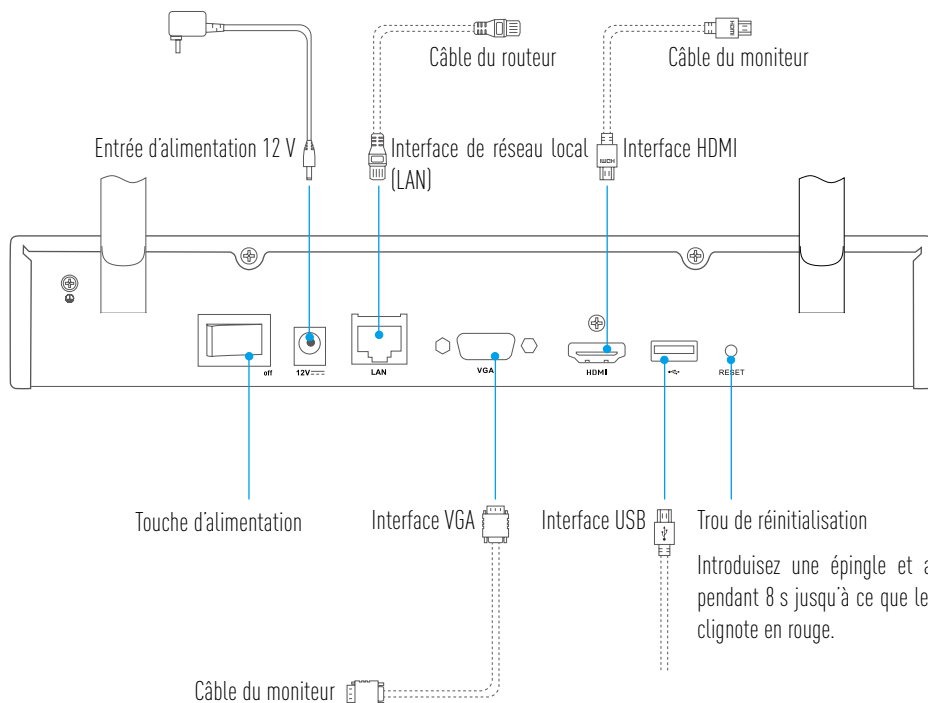 Câble du routeur
Câble du moniteur
Entrée d'alimentation 12 V
Interface de réseau local
(LAN)
Interface HDMI
HDMI
HDMI
off
12V
LAN
VGA
HDMI
RESET
Touche d'alimentation
Interface VGA
Interface USB
Trou de réinitialisation
Introduisez une épingle et
pendant 8 s jusqu'à ce que le
clignote en rouge.
Câble du moniteur